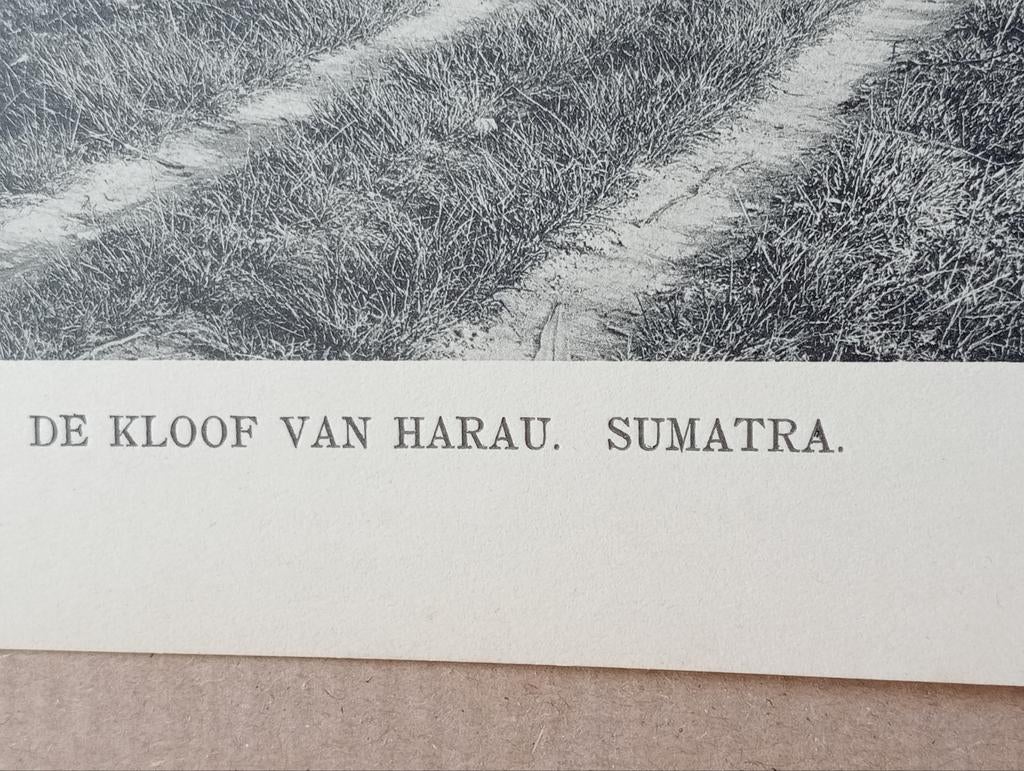 DE KLOOF VAN HARAU. SUMATRA.